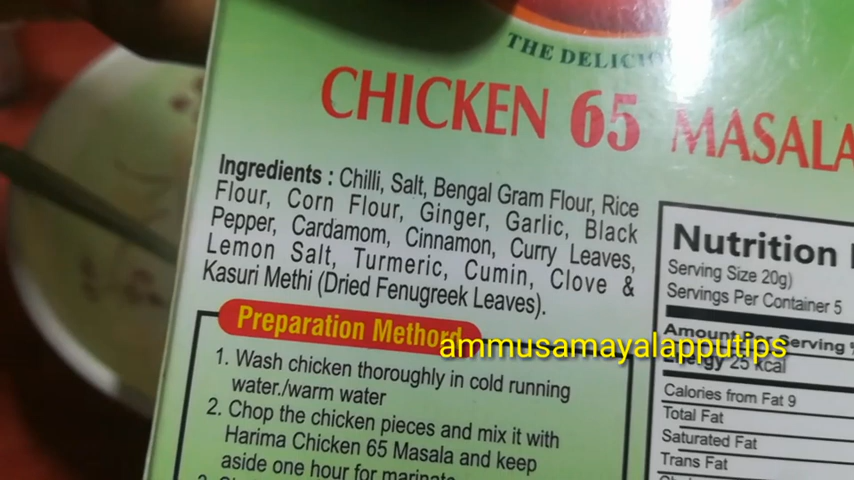 THE DELICIO
CHICKEN 65 MASALA
Ingredients : Chilli, Salt, Bengal Gram Flour, Rice
Flour, Corn Flour, Ginger, Garlic, Black
Pepper, Cardamom, Cinnamon, Curry Leaves,
Lemon Salt, Turmeric, Cumin, Clove &
Kasuri Methi (Dried Fenugreek Leaves).
Preparation Methord
1. Wash chicken thoroughly in cold running
water./warm water
2. Chop the chicken pieces and mix it with
Harima Chicken 65 Masala and keep
aside one hour for
Nutrition
Serving Size 20g)
Servings Per Container 5
Amount Per Serving %
Energy 25 kcal
Calories from Fat 9
Total Fat
Saturated Fat
Trans Fat
ammusamayalapputips